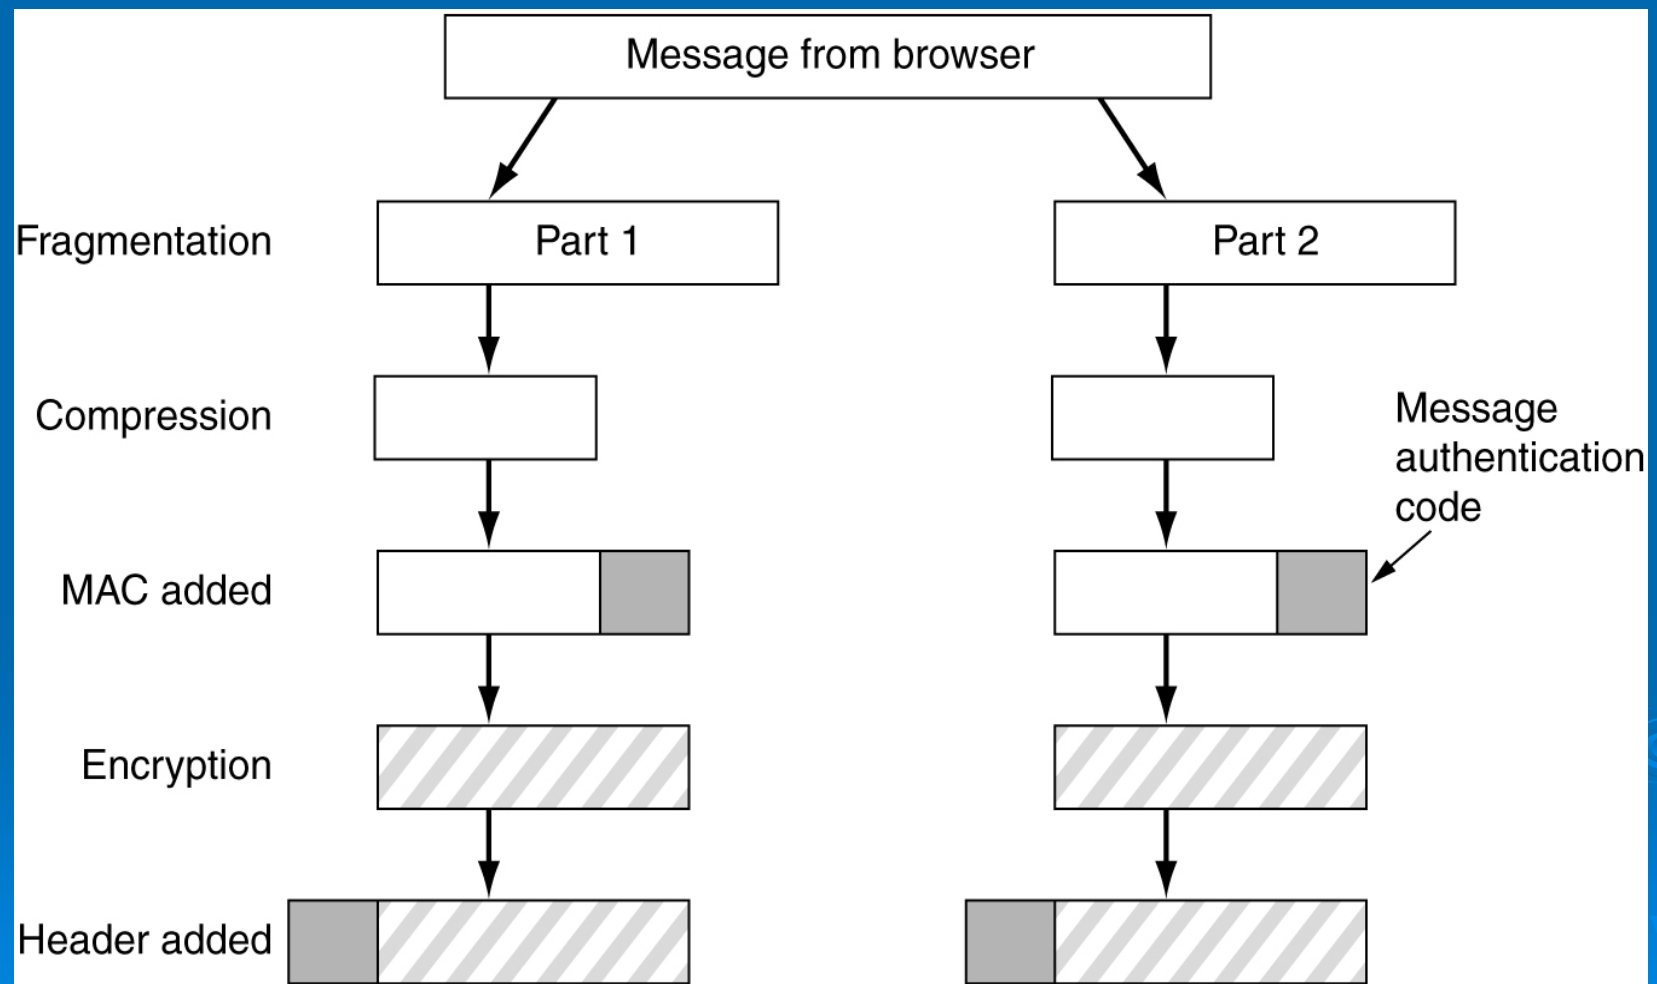 Message from browser
Fragmentation
Part 1
Part 2
Compression
Message
authentication
code
MAC added
Encryption
Header added